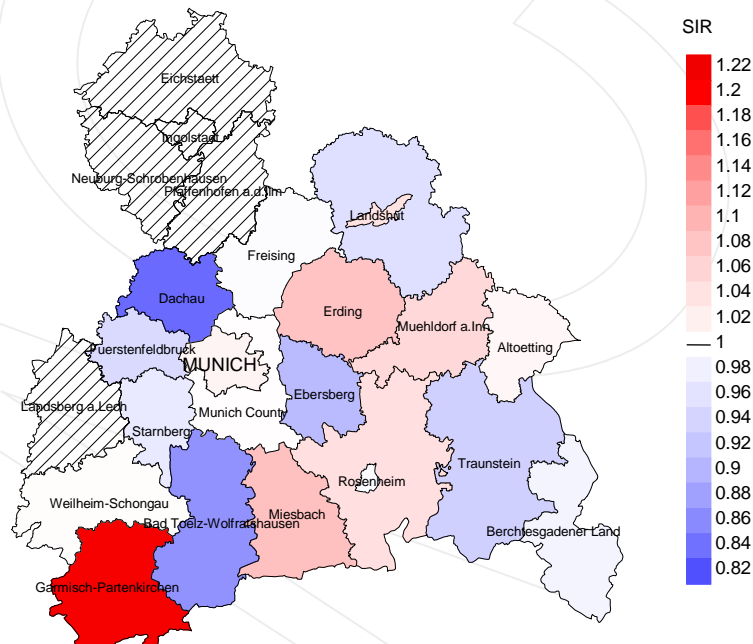 SIR
Eichstaett
Ingolstadt
Neuburg-Schrobenhausen
Pfaffenhofen a.d.Ilm
Landshut
Freising
Dachau
Erding
Muehldorf a.Inn
Altoetting
Fuerstenfeldbruck
MUNICH
Ebersberg
Landsberg a.Lech
Munich County
Starnberg
Traunstein
Rosenheim
Weilheim-Schongau
Miesbach
Bad Toelz-Wolfratshausen
Berchtesgadener Land
Garmisch-Partenkirchen
1.22
1.2
1.18
1.16
1.14
1.12
1.1
1.08
1.06
1.04
1.02
1
0.98
0.96
0.94
0.92
0.9
0.88
0.86
0.84
0.82